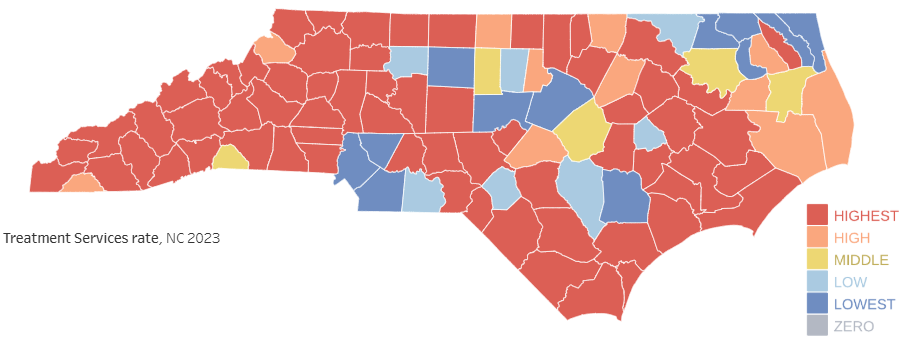 Treatment Services rate, NC 2023
HIGHEST
HIGH
MIDDLE
LOW
LOWEST
ZERO